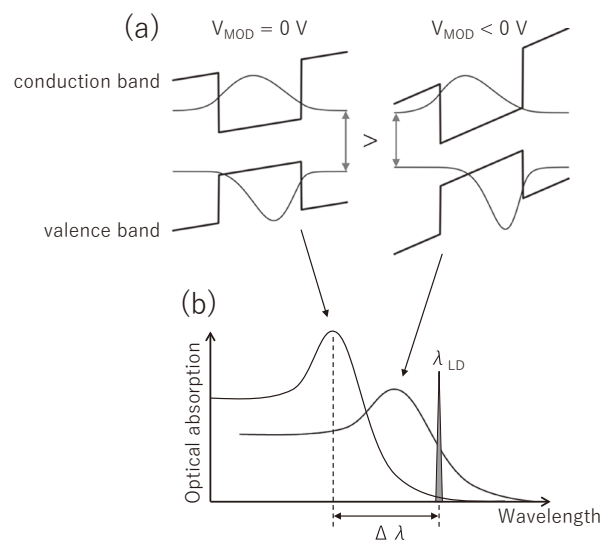 (a)
V_MOD = 0 V
V_MOD < 0 V
conduction band
>
valence band
(b)
λ_LD
Optical absorption
Wavelength
Δ λ